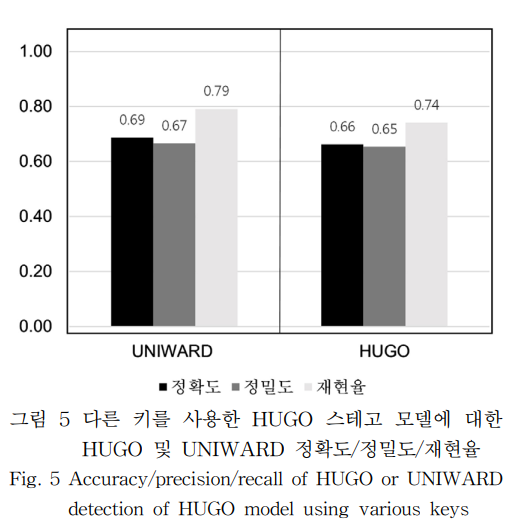 1.00
0.80
0.60
0.40
0.20
0.00
0.69
0.67
0.79
0.66
0.65
0.74
UNIWARD HUGO
■정확도 ■정밀도 ■재현율
그림 5 다른 키를 사용한 HUGO 스테고 모델에 대한
HUGO 및 UNIWARD 정확도/정밀도/재현율
Fig. 5 Accuracy/precision/recall of HUGO or UNIWARD
detection of HUGO model using various keys